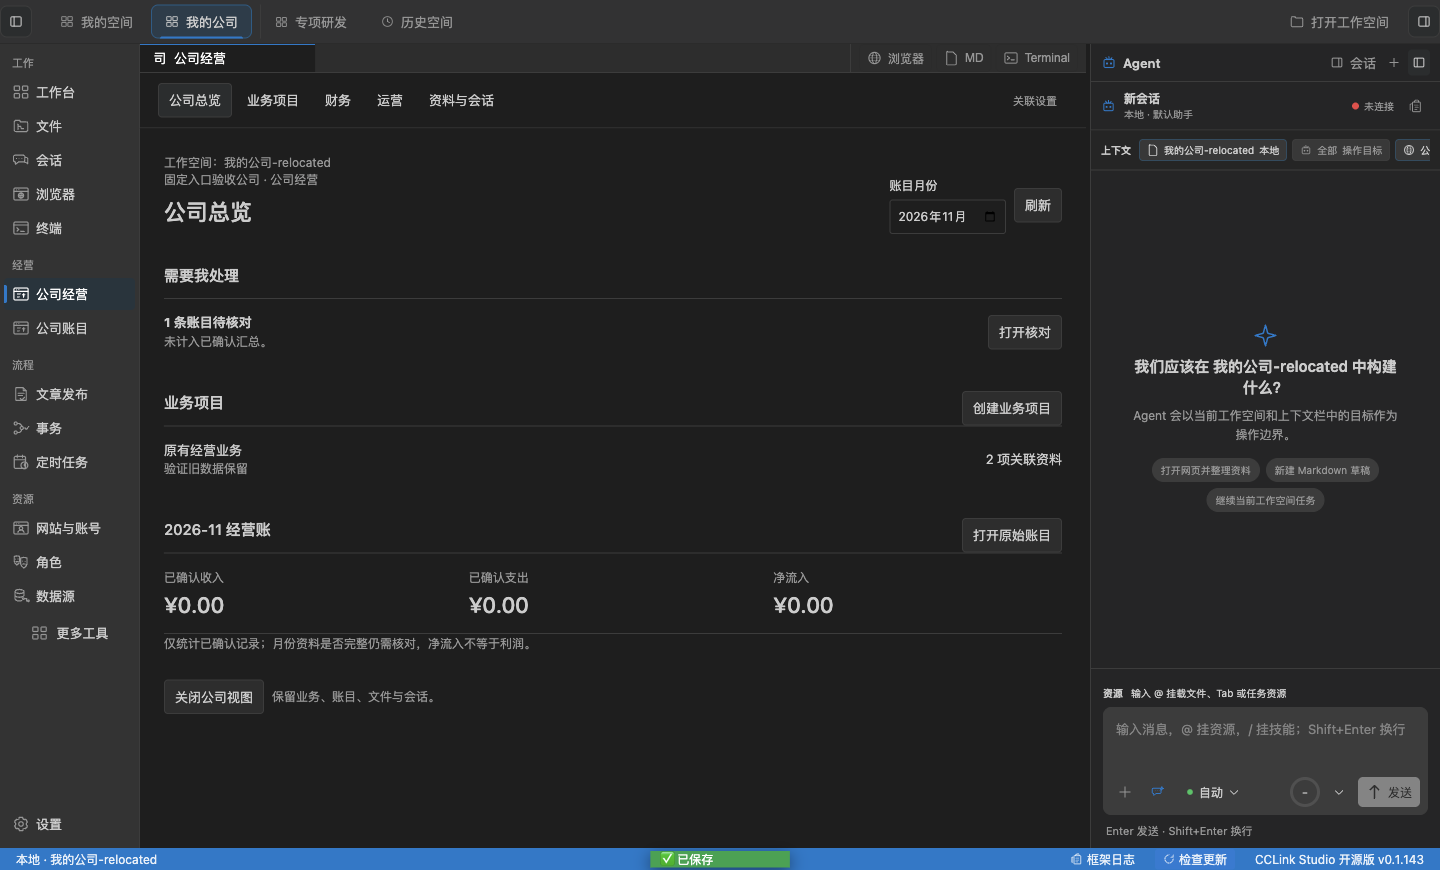 我的空间
我的公司
专项研发
历史空间
打开工作空间
工作
工作台
文件
会话
浏览器
终端
经营
公司经营
公司账目
流程
文章发布
事务
定时任务
资源
网站与账号
角色
数据源
更多工具
设置
司 公司经营
浏览器
MD
Terminal
公司总览
业务项目
财务
运营
资料与会话
关联设置
工作空间：我的公司-relocated
固定入口验收公司 · 公司经营
公司总览
账目月份
2026年11月
刷新
需要我处理
1 条账目待核对
未计入已确认汇总。
打开核对
业务项目
创建业务项目
原有经营业务
验证旧数据保留
2 项关联资料
2026-11 经营账
打开原始账目
已确认收入
已确认支出
净流入
¥0.00
¥0.00
¥0.00
仅统计已确认记录；月份资料是否完整仍需核对，净流入不等于利润。
关闭公司视图
保留业务、账目、文件与会话。
Agent
会话
新会话
本地 · 默认助手
未连接
上下文
我的公司-relocated 本地
全部 操作目标
公
我们应该在 我的公司-relocated 中构建
什么?
Agent 会以当前工作空间和上下文栏中的目标作为
操作边界。
打开网页并整理资料
新建 Markdown 草稿
继续当前工作空间任务
资源 输入 @ 挂载文件、Tab 或任务资源
输入消息，@ 挂资源，/ 挂技能；Shift+Enter 换行
自动
-
发送
Enter 发送 · Shift+Enter 换行
本地 · 我的公司-relocated
已保存
框架日志
检查更新
CCLink Studio 开源版 v0.1.143